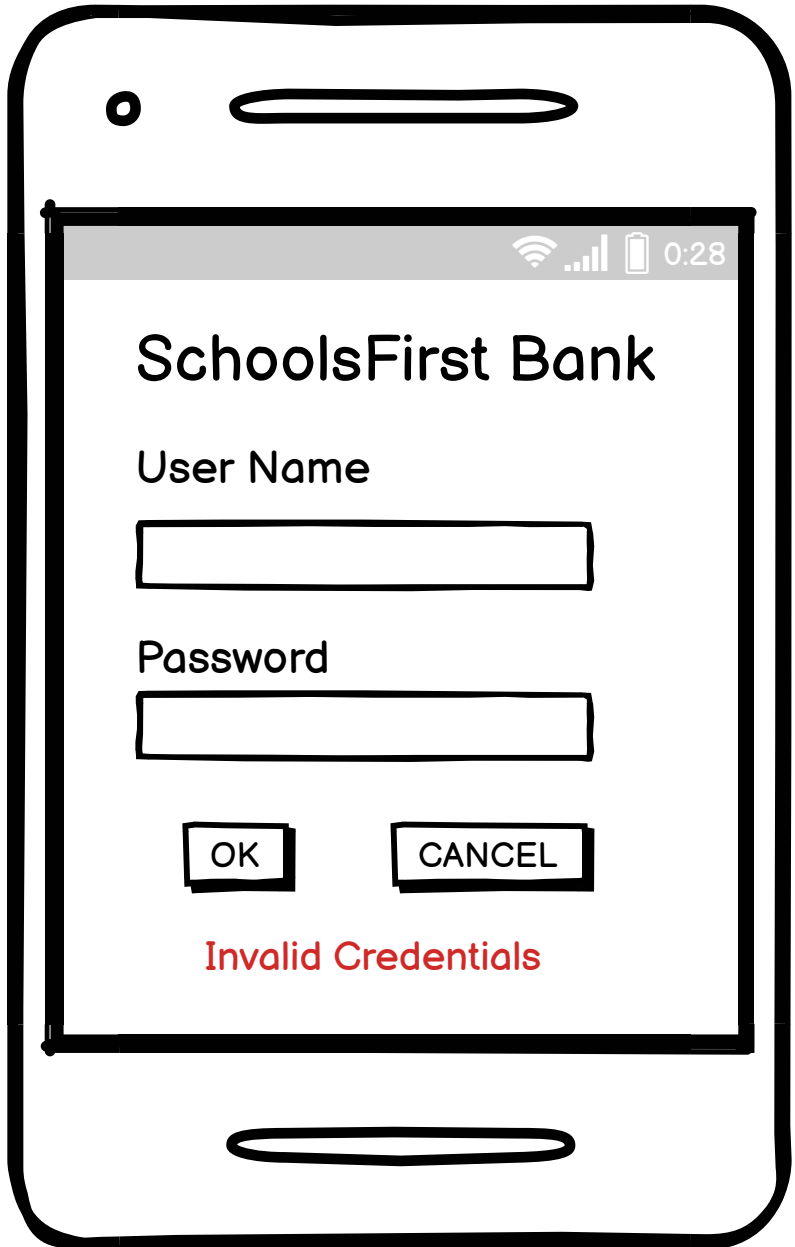 0:28
SchoolsFirst Bank
User Name
Password
OK CANCEL
Invalid Credentials